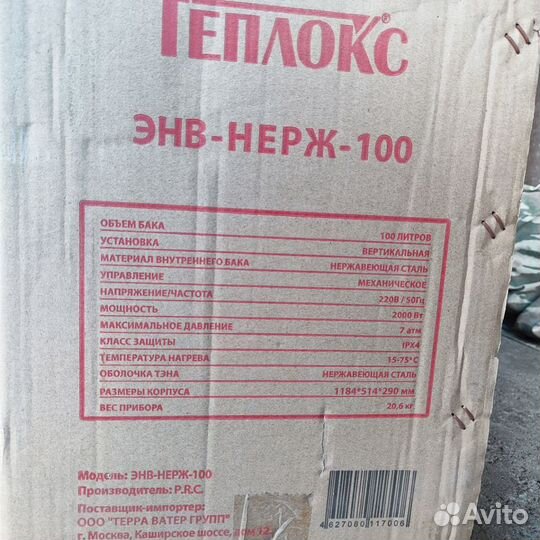 ТЕПЛОКС®
ЭНВ-НЕРЖ-100
ОБЪЕМ БАКА 100 ЛИТРОВ
УСТАНОВКА ВЕРТИКАЛЬНАЯ
МАТЕРИАЛ ВНУТРЕННЕГО БАКА НЕРЖАВЕЮЩАЯ СТАЛЬ
УПРАВЛЕНИЕ МЕХАНИЧЕСКОЕ
НАПРЯЖЕНИЕ/ЧАСТОТА 220В / 50Гц
МОЩНОСТЬ 2000 Вт
МАКСИМАЛЬНОЕ ДАВЛЕНИЕ 7 атм
КЛАСС ЗАЩИТЫ IPX4
ТЕМПЕРАТУРА НАГРЕВА 15-75°С
ОБОЛОЧКА ТЭНА НЕРЖАВЕЮЩАЯ СТАЛЬ
РАЗМЕРЫ КОРПУСА 1184*514*290 мм
ВЕС ПРИБОРА 20,6 кг
Модель: ЭНВ-НЕРЖ-100
Производитель: P.R.C.
Поставщик-импортер:
ООО "ТЕРРА ВАТЕР ГРУПП"
г. Москва, Каширское шоссе, дом 12
4 627080 117006
Avito